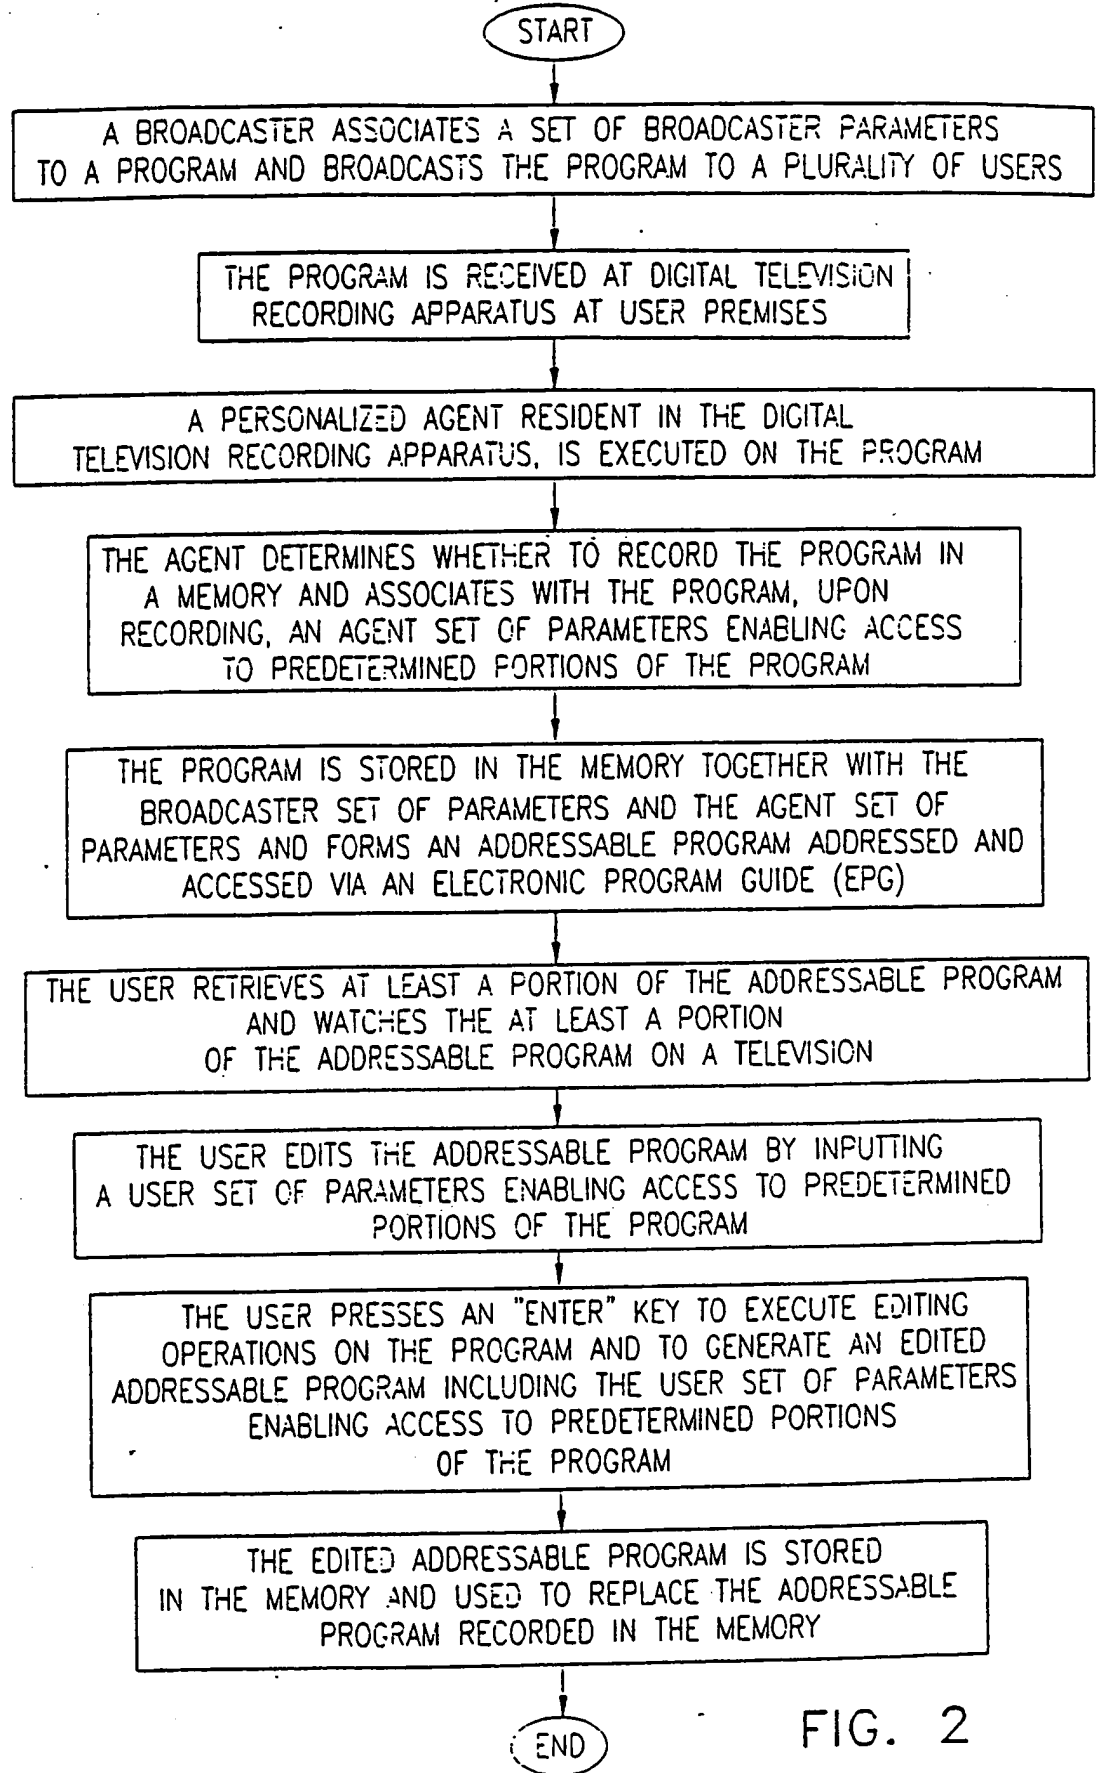 START
A BROADCASTER ASSOCIATES A SET OF BROADCASTER PARAMETERS
TO A PROGRAM AND BROADCASTS THE PROGRAM TO A PLURALITY OF USERS
THE PROGRAM IS RECEIVED AT DIGITAL TELEVISION
RECORDING APPARATUS AT USER PREMISES
A PERSONALIZED AGENT RESIDENT IN THE DIGITAL
TELEVISION RECORDING APPARATUS, IS EXECUTED ON THE PROGRAM
THE AGENT DETERMINES WHETHER TO RECORD THE PROGRAM IN
A MEMORY AND ASSOCIATES WITH THE PROGRAM, UPON
RECORDING, AN AGENT SET OF PARAMETERS ENABLING ACCESS
TO PREDETERMINED PORTIONS OF THE PROGRAM
THE PROGRAM IS STORED IN THE MEMORY TOGETHER WITH THE
BROADCASTER SET OF PARAMETERS AND THE AGENT SET OF
PARAMETERS AND FORMS AN ADDRESSABLE PROGRAM ADDRESSED AND
ACCESSED VIA AN ELECTRONIC PROGRAM GUIDE (EPG)
THE USER RETRIEVES AT LEAST A PORTION OF THE ADDRESSABLE PROGRAM
AND WATCHES THE AT LEAST A PORTION
OF THE ADDRESSABLE PROGRAM ON A TELEVISION
THE USER EDITS THE ADDRESSABLE PROGRAM BY INPUTTING
A USER SET OF PARAMETERS ENABLING ACCESS TO PREDETERMINED
PORTIONS OF THE PROGRAM
THE USER PRESSES AN "ENTER" KEY TO EXECUTE EDITING
OPERATIONS ON THE PROGRAM AND TO GENERATE AN EDITED
ADDRESSABLE PROGRAM INCLUDING THE USER SET OF PARAMETERS
ENABLING ACCESS TO PREDETERMINED PORTIONS
OF THE PROGRAM
THE EDITED ADDRESSABLE PROGRAM IS STORED
IN THE MEMORY AND USED TO REPLACE THE ADDRESSABLE
PROGRAM RECORDED IN THE MEMORY
END
FIG. 2